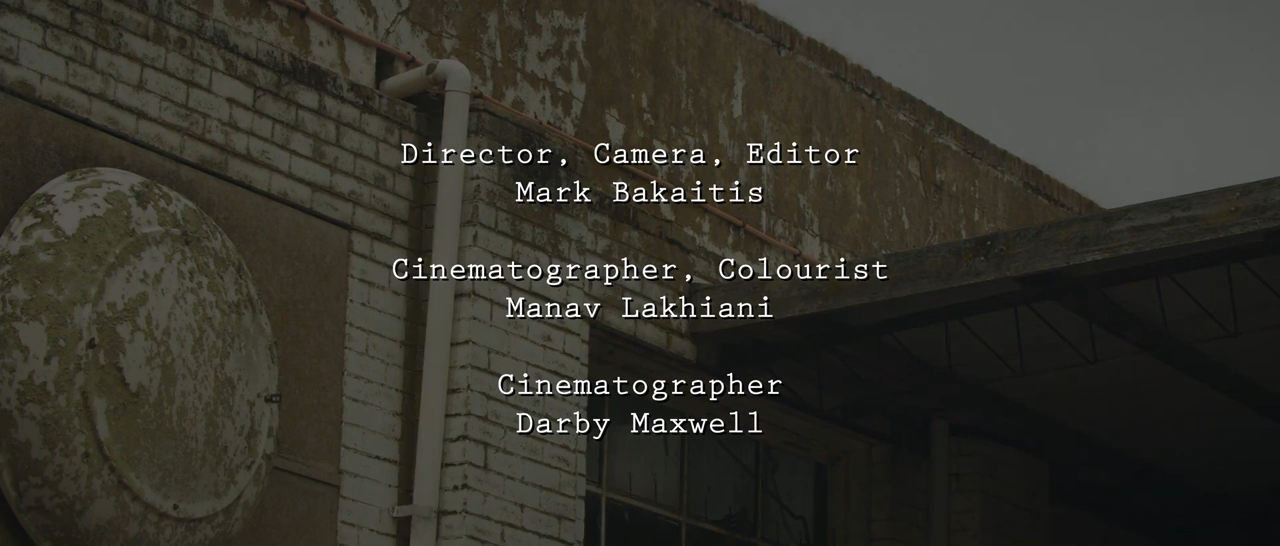 Director, Camera, Editor
Mark Bakaitis
Cinematographer, Colourist
Manav Lakhiani
Cinematographer
Darby Maxwell